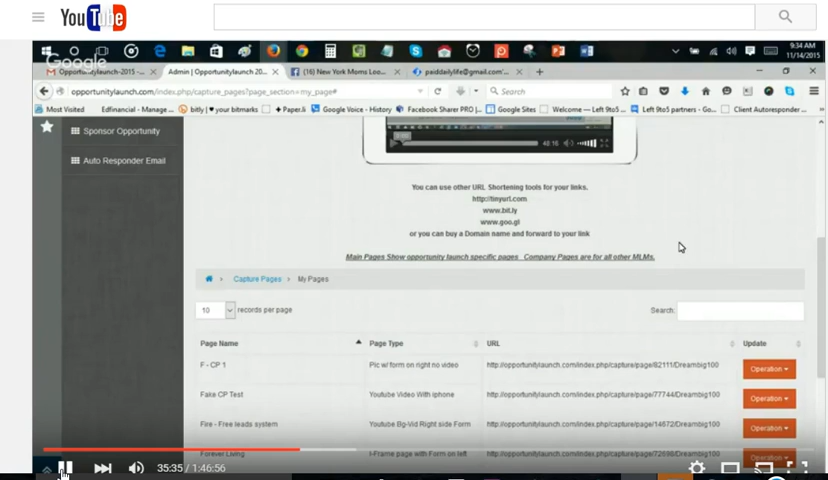 YouTube
9:34 AM
11/14/2015
Google
Opportunitylaunch-2015 -...
Admin | Opportunitylaunch 20...
(16) New York Moms Loo...
paiddailylife@gmail.com'...
opportunitylaunch.com/index.php/capture_pages?page_section=my_page#
Search
Most Visited Edfinancial - Manage ... bitly | ♥ your bitmarks Paper.li Google Voice - History Facebook Sharer PRO |... Google Sites Welcome — Left 9to5 ... Left 9to5 partners - Go... Client Autoresponder
Sponsor Opportunity
Auto Responder Email
48:16
You can use other URL Shortening tools for your links.
http://tinyurl.com
www.bit.ly
www.goo.gl
or you can buy a Domain name and forward to your link
Main Pages Show opportunity launch specific pages Company Pages are for all other MLMs.
Capture Pages > My Pages
10 records per page
Search:
Page Name Page Type URL Update
F - CP 1 Pic w/ form on right no video http://opportunitylaunch.com/index.php/capture/page/82111/Dreambig100 Operation
Fake CP Test Youtube Video With iphone http://opportunitylaunch.com/index.php/capture/page/77744/Dreambig100 Operation
Fire - Free leads system Youtube Bg-Vid Right side Form http://opportunitylaunch.com/index.php/capture/page/14672/Dreambig100 Operation
Forever Living I-Frame page with Form on left http://opportunitylaunch.com/index.php/capture/page/72696/Dreambig100 Operation
35:35 / 1:46:56